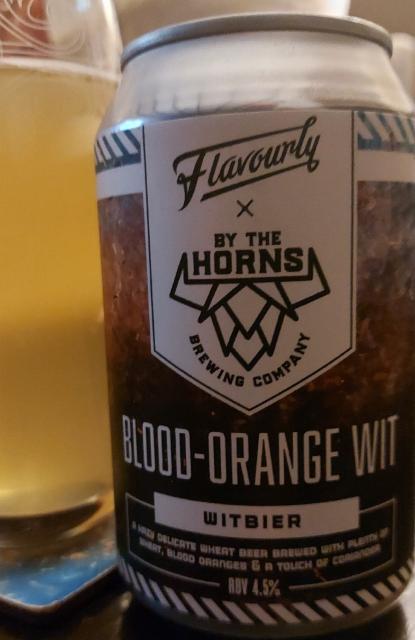 Flavourly
X
BY THE
HORNS
BREWING COMPANY
BLOOD-ORANGE WIT
WITBIER
A HAZY DELICATE WHEAT BEER BREWED WITH PLENTY OF
WHEAT, BLOOD ORANGES & A TOUCH OF CORIANDER
ABV 4.5%